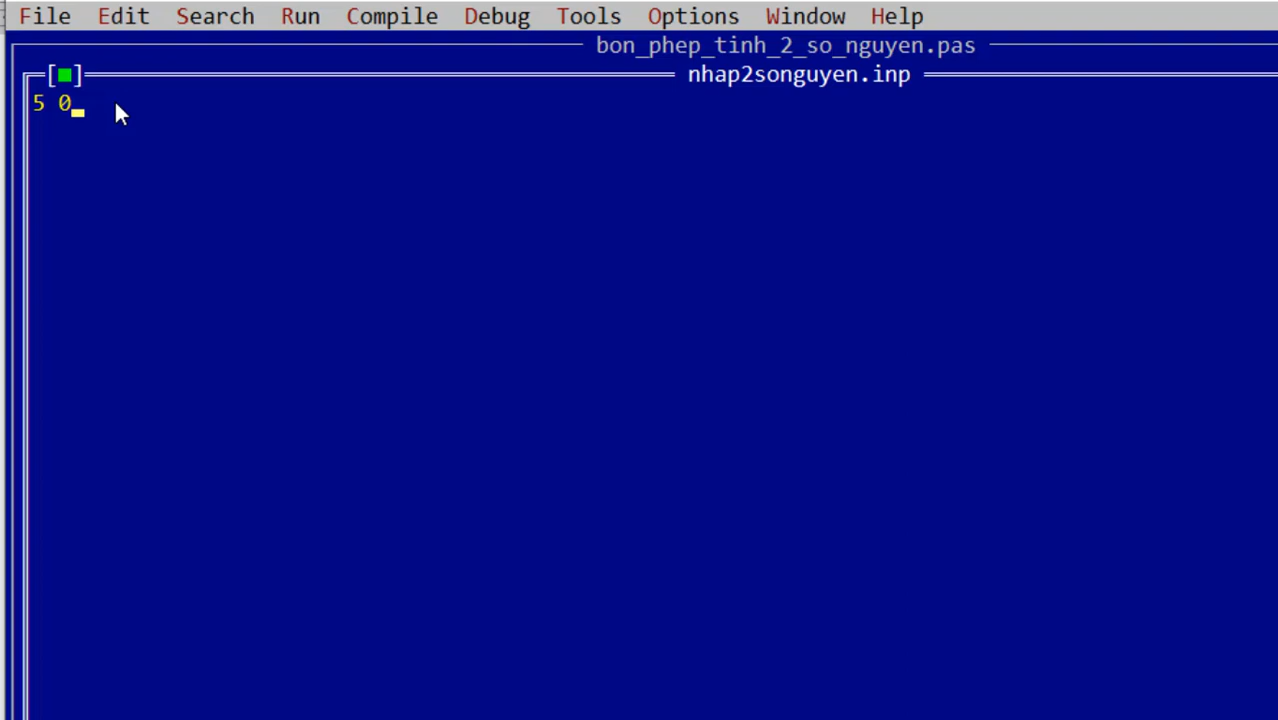 File Edit Search Run Compile Debug Tools Options Window Help
bon_phep_tinh_2_so_nguyen.pas
[■] nhap2songuyen.inp
5 0